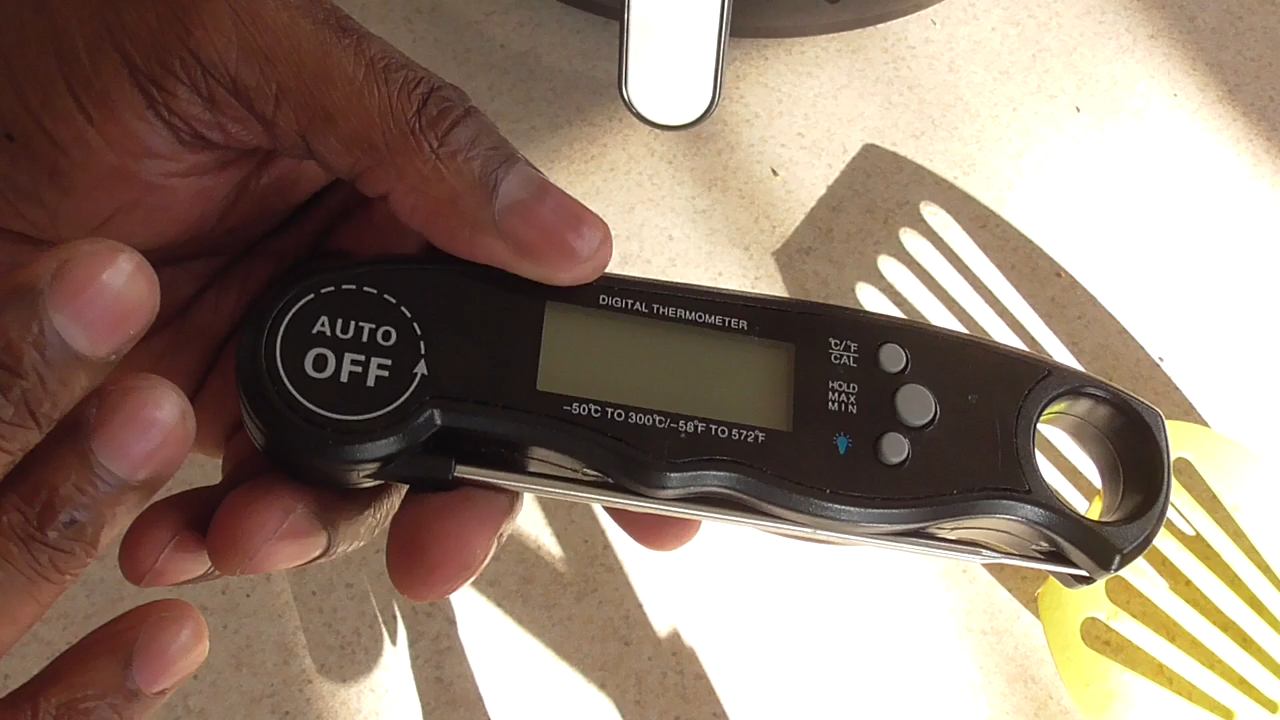 AUTO
OFF
DIGITAL THERMOMETER
−50℃ TO 300℃/−58℉ TO 572℉
℃/℉
CAL
HOLD
MAX
MIN